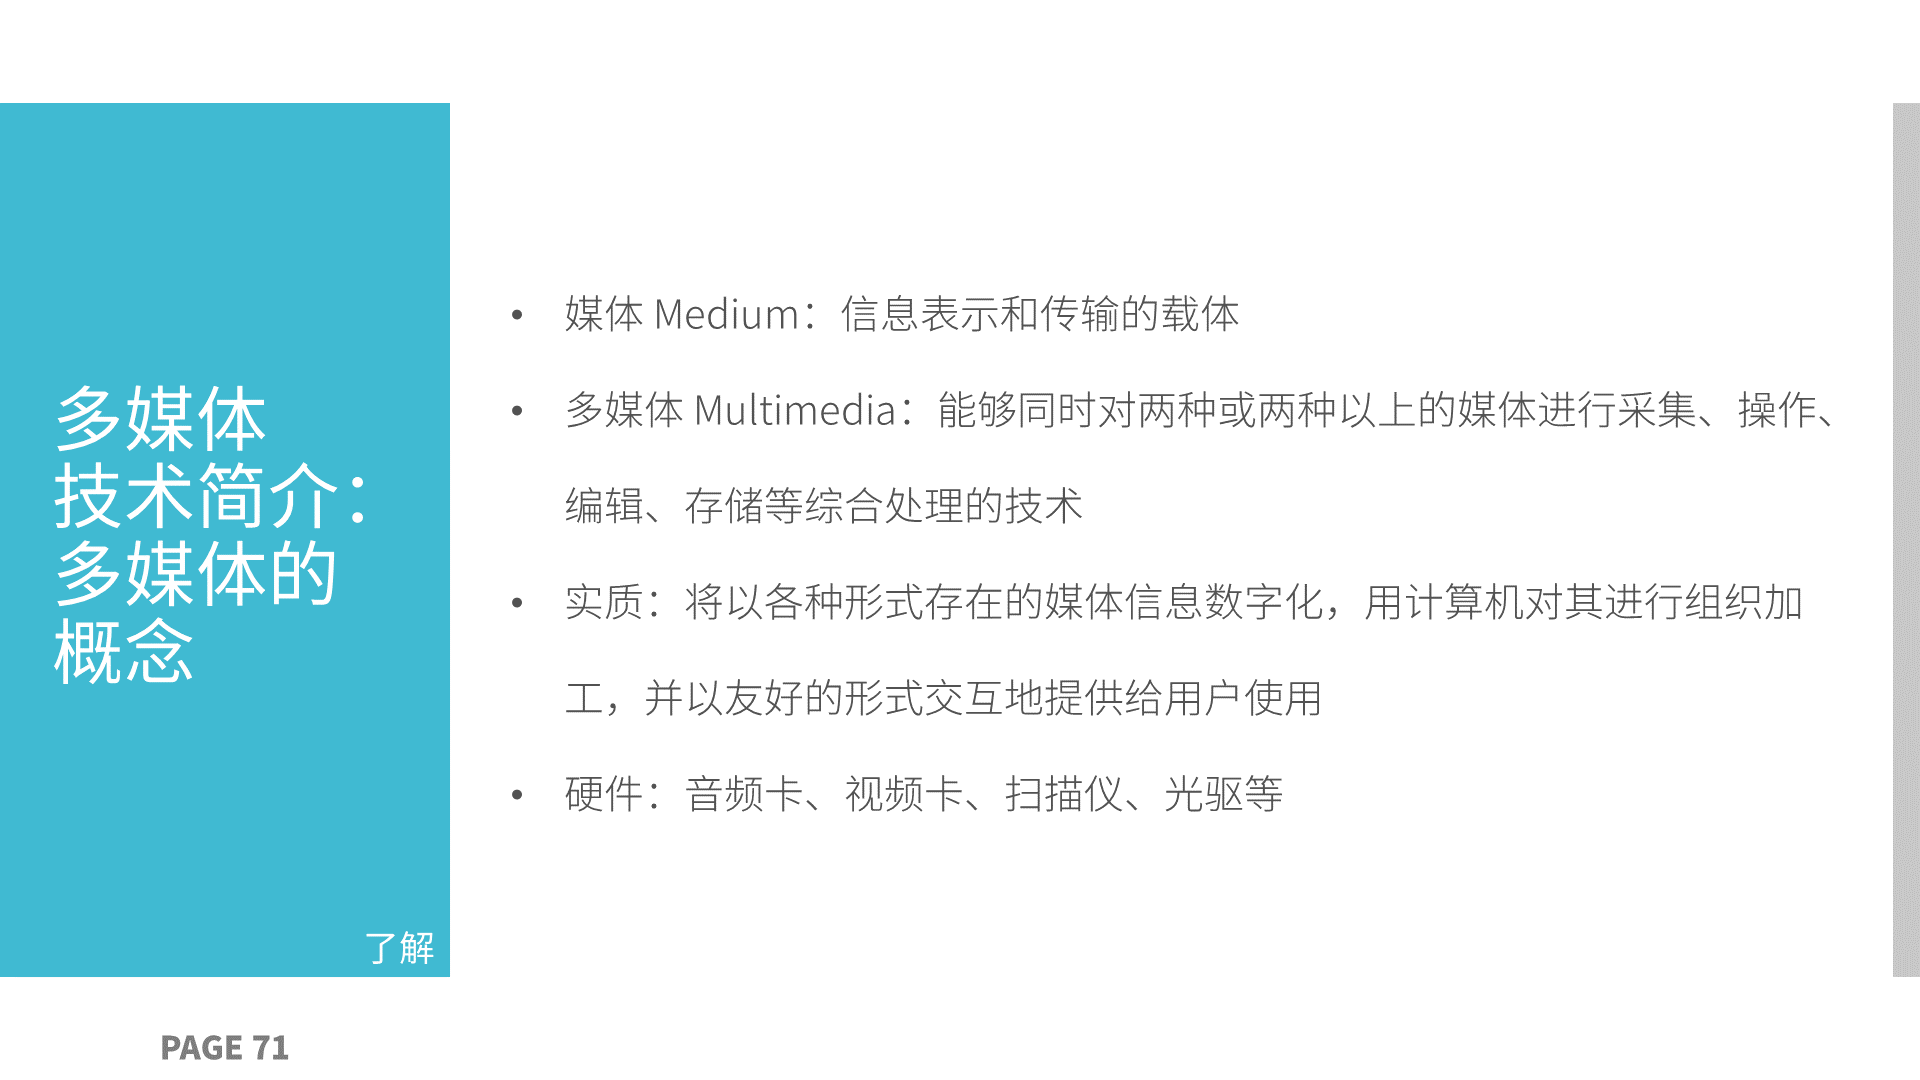 多媒体
技术简介：
多媒体的
概念
了解
• 媒体 Medium：信息表示和传输的载体
• 多媒体 Multimedia：能够同时对两种或两种以上的媒体进行采集、操作、
编辑、存储等综合处理的技术
• 实质：将以各种形式存在的媒体信息数字化，用计算机对其进行组织加
工，并以友好的形式交互地提供给用户使用
• 硬件：音频卡、视频卡、扫描仪、光驱等
PAGE 71